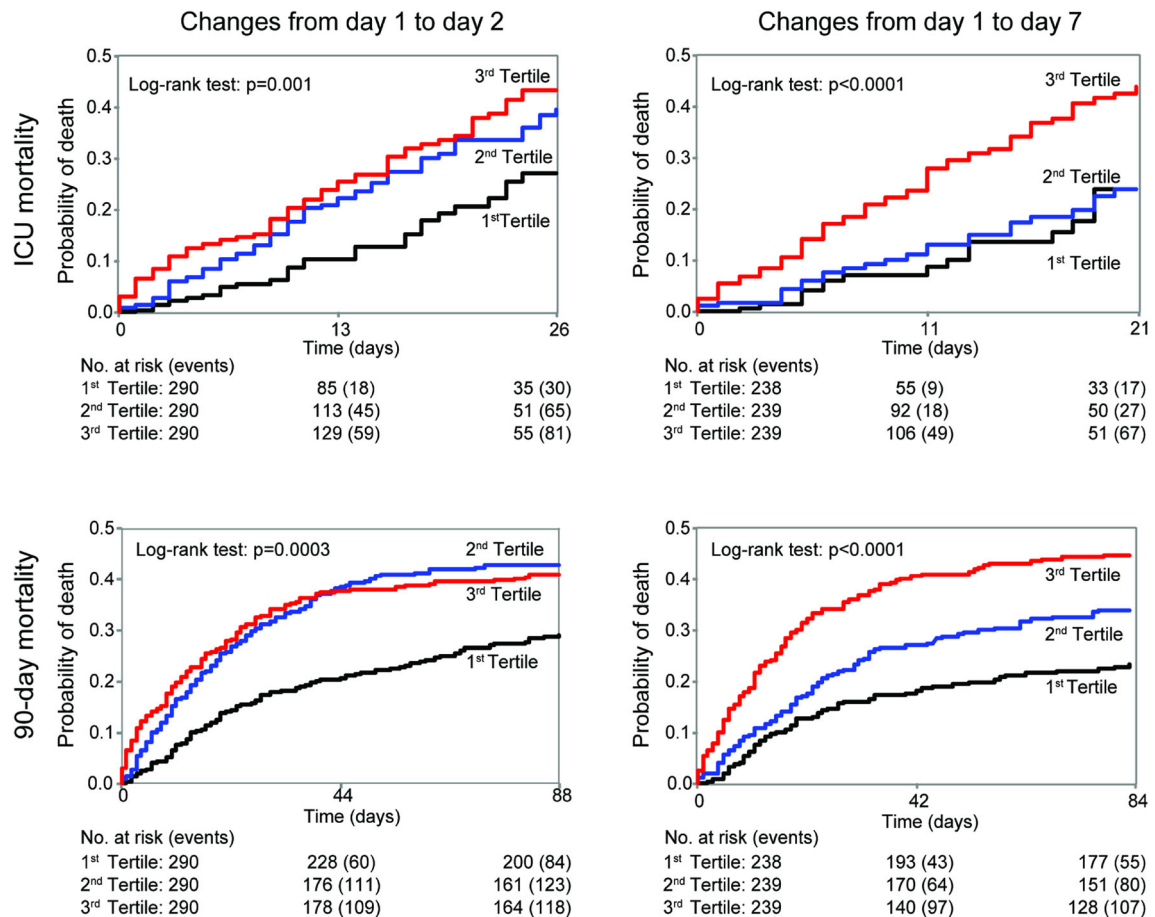 Changes from day 1 to day 2
Changes from day 1 to day 7
ICU mortality
Probability of death
0.5
0.4
0.3
0.2
0.1
0.0
Log-rank test: p=0.001
3rd Tertile
2nd Tertile
1stTertile
0 13 26
Time (days)
No. at risk (events)
1st Tertile: 290 85 (18) 35 (30)
2nd Tertile: 290 113 (45) 51 (65)
3rd Tertile: 290 129 (59) 55 (81)
Probability of death
0.5
0.4
0.3
0.2
0.1
0.0
Log-rank test: p<0.0001
3rd Tertile
2nd Tertile
1st Tertile
0 11 21
Time (days)
No. at risk (events)
1st Tertile: 238 55 (9) 33 (17)
2nd Tertile: 239 92 (18) 50 (27)
3rd Tertile: 239 106 (49) 51 (67)
90-day mortality
Probability of death
0.5
0.4
0.3
0.2
0.1
0.0
Log-rank test: p=0.0003
2nd Tertile
3rd Tertile
1st Tertile
0 44 88
Time (days)
No. at risk (events)
1st Tertile: 290 228 (60) 200 (84)
2nd Tertile: 290 176 (111) 161 (123)
3rd Tertile: 290 178 (109) 164 (118)
Probability of death
0.5
0.4
0.3
0.2
0.1
0.0
Log-rank test: p<0.0001
3rd Tertile
2nd Tertile
1st Tertile
0 42 84
Time (days)
No. at risk (events)
1st Tertile: 238 193 (43) 177 (55)
2nd Tertile: 239 170 (64) 151 (80)
3rd Tertile: 239 140 (97) 128 (107)